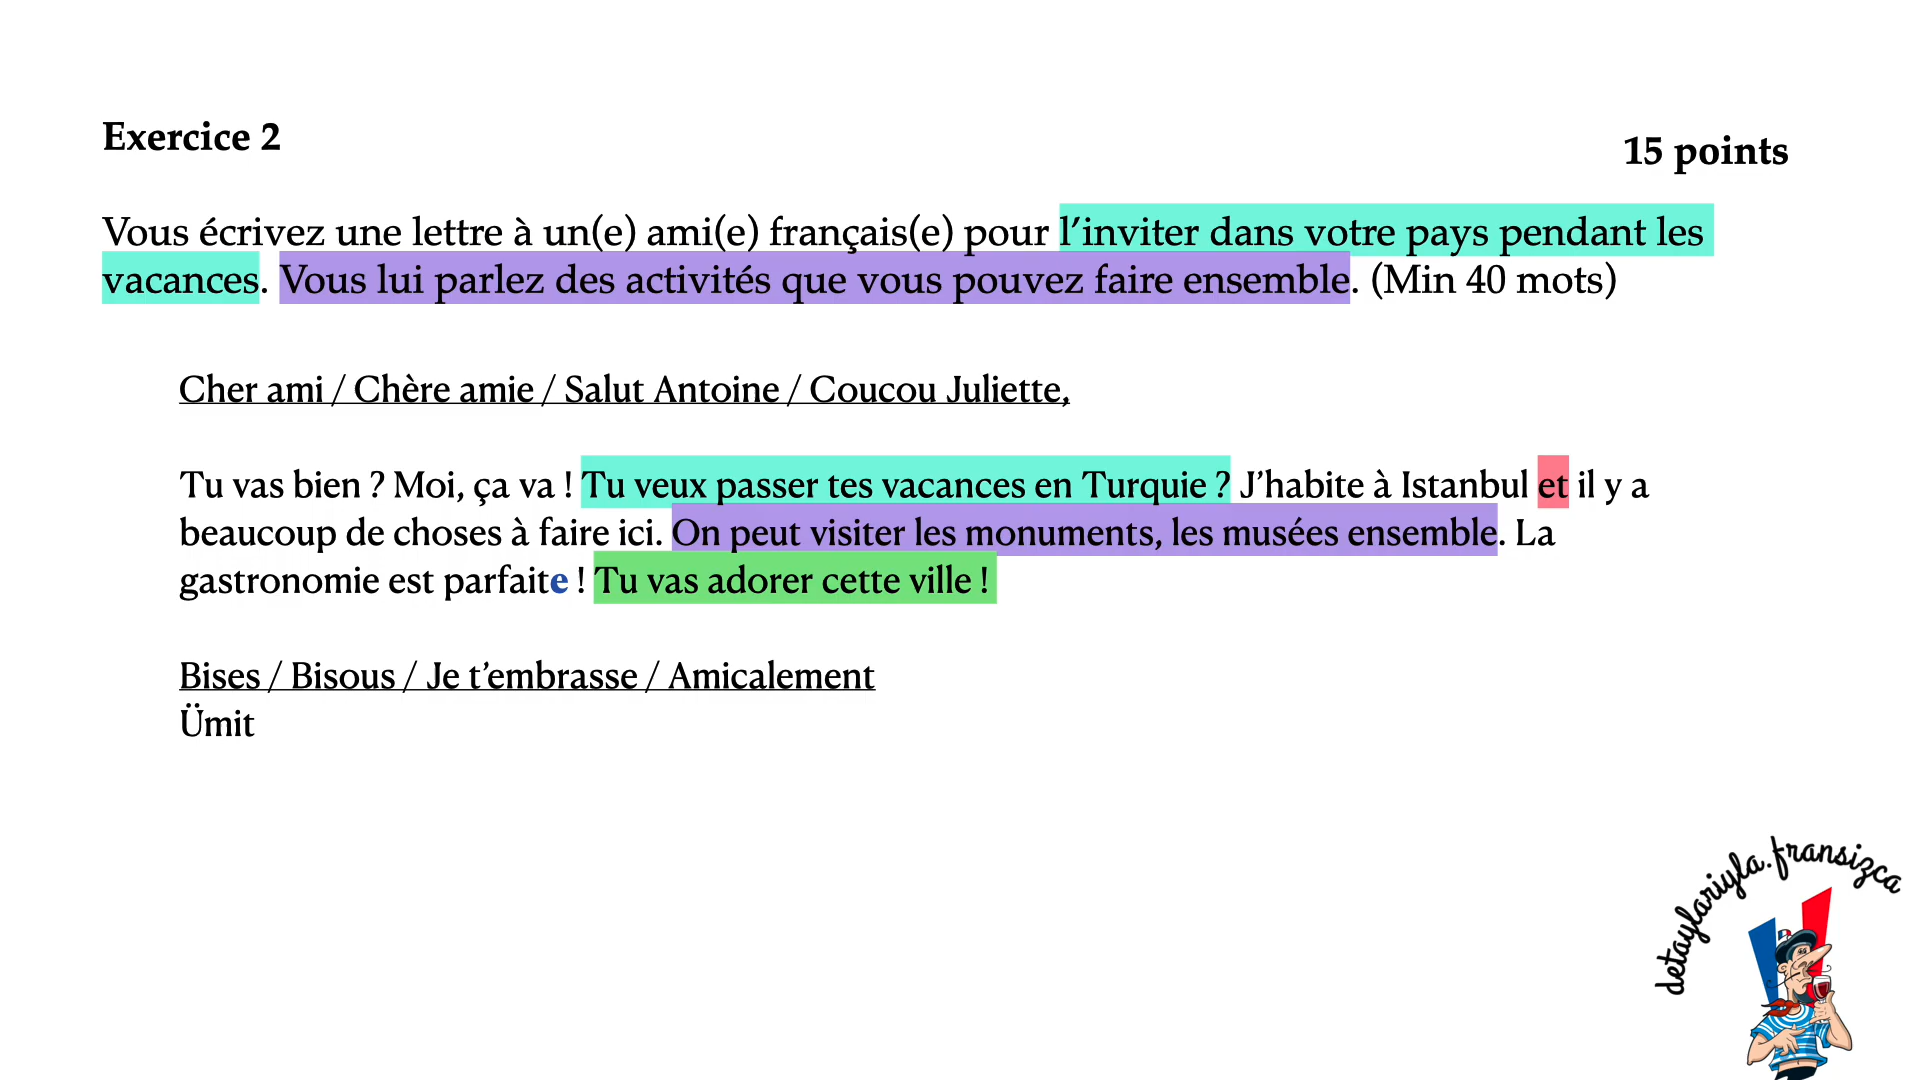 Exercice 2
15 points
Vous écrivez une lettre à un(e) ami(e) français(e) pour l’inviter dans votre pays pendant les
vacances. Vous lui parlez des activités que vous pouvez faire ensemble. (Min 40 mots)
Cher ami / Chère amie / Salut Antoine / Coucou Juliette,
Tu vas bien ? Moi, ça va ! Tu veux passer tes vacances en Turquie ? J’habite à Istanbul et il y a
beaucoup de choses à faire ici. On peut visiter les monuments, les musées ensemble. La
gastronomie est parfaite ! Tu vas adorer cette ville !
Bises / Bisous / Je t’embrasse / Amicalement
Ümit
detaylariyla.fransizca